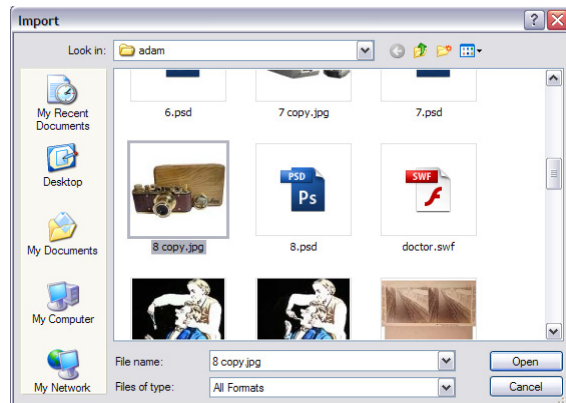 Import
Look in: adam
My Recent
Documents
Desktop
My Documents
My Computer
My Network
6.psd 7 copy.jpg 7.psd
PSD
Ps
SWF
8 copy.jpg 8.psd doctor.swf
File name: 8 copy.jpg Open
Files of type: All Formats Cancel